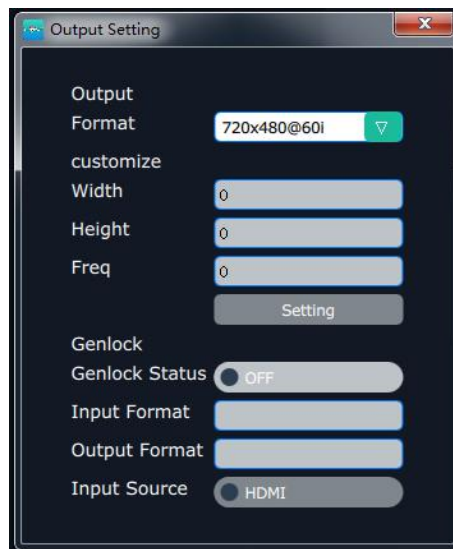 Output Setting
Output
Format 720x480@60i
customize
Width 0
Height 0
Freq 0
Setting
Genlock
Genlock Status OFF
Input Format
Output Format
Input Source HDMI